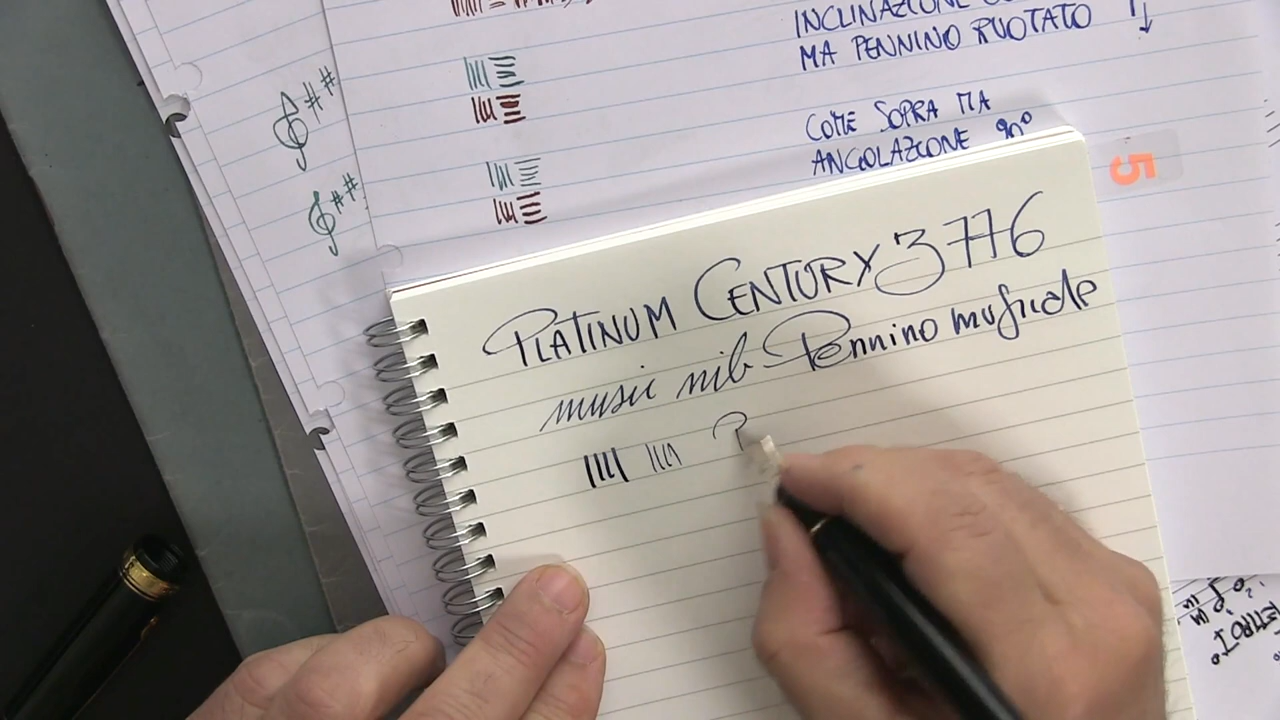 INCLINAZIONE
MA PENNINO RUOTATO
COME SOPRA MA
ANGOLAZIONE 90°
5
PLATINUM CENTURY 3776
music nib Pennino musicale